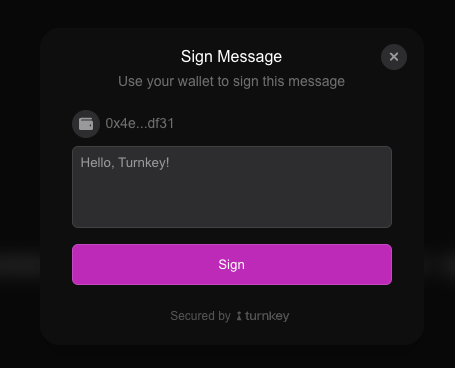 Sign Message
Use your wallet to sign this message
0x4e...df31
Hello, Turnkey!
Sign
Secured by turnkey